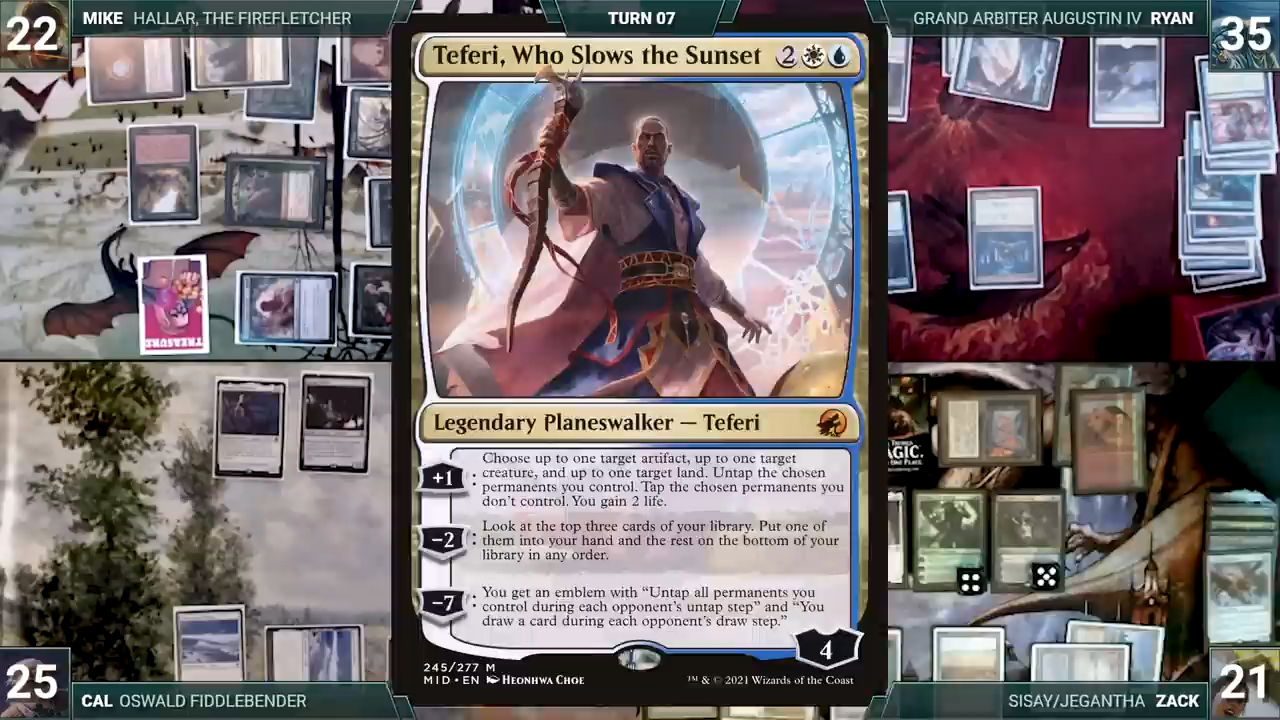 22 MIKE HALLAR, THE FIREFLETCHER
TURN 07
GRAND ARBITER AUGUSTIN IV RYAN 35
Teferi, Who Slows the Sunset 2
Legendary Planeswalker — Teferi
+1 : Choose up to one target artifact, up to one target
creature, and up to one target land. Untap the chosen
permanents you control. Tap the chosen permanents you
don't control. You gain 2 life.
−2 : Look at the top three cards of your library. Put one of
them into your hand and the rest on the bottom of your
library in any order.
−7 : You get an emblem with "Untap all permanents you
control during each opponent's untap step" and "You
draw a card during each opponent's draw step."
4
245/277 M
MID • EN HEONHWA CHOE
™ & © 2021 Wizards of the Coast
TREASURE
25 CAL OSWALD FIDDLEBENDER
SISAY/JEGANTHA ZACK 21